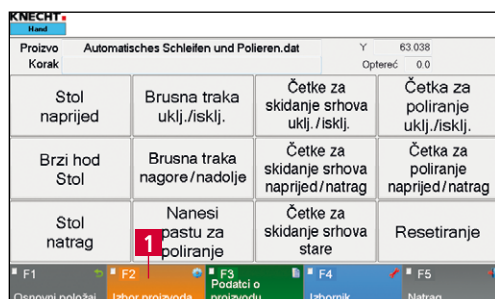 KNECHT
Hand
Proizvo Automatisches Schleifen und Polieren.dat Y 63.038
Korak Optereć 0.0
Stol
naprijed
Brusna traka
uklj./isklj.
Četke za
skidanje srhova
uklj./isklj.
Četka za
poliranje
uklj./isklj.
Brzi hod
Stol
Brusna traka
nagore/nadolje
Četke za
skidanje srhova
naprijed/natrag
Četka za
poliranje
naprijed/natrag
Stol
natrag
Nanesi
pastu za
poliranje
Četke za
skidanje srhova
stare
Resetiranje
1
F1
Osnovni položaj
F2
Izbor proizvoda
F3
Podatci o
proizvodu
F4
Izbornik
F5
Natrag